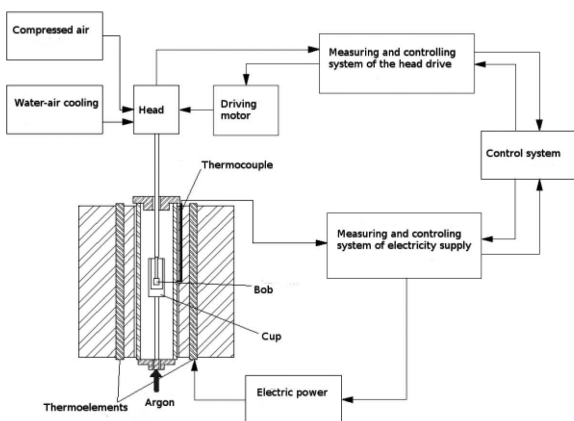 Compressed air
Water-air cooling
Head
Driving
motor
Measuring and controlling
system of the head drive
Control system
Thermocouple
Measuring and controling
system of electricity supply
Bob
Cup
Thermoelements
Argon
Electric power